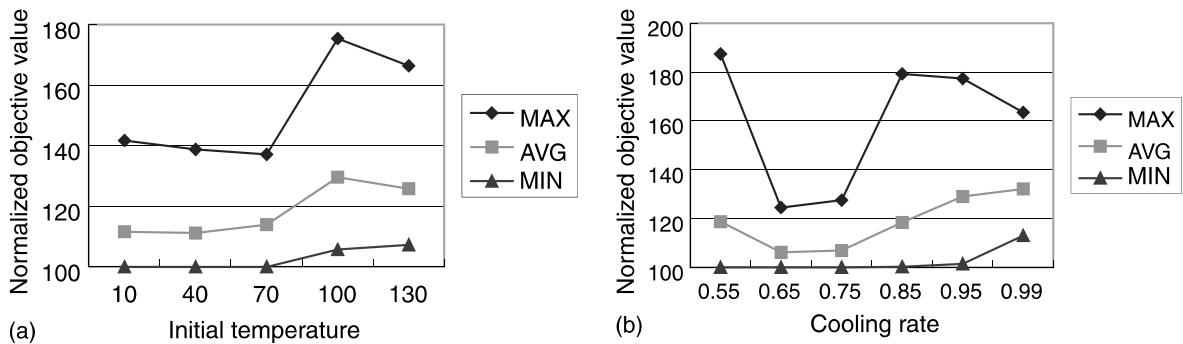 Normalized objective value
180
160
140
120
100
10 40 70 100 130
Initial temperature
(a)
MAX
AVG
MIN
Normalized objective value
200
180
160
140
120
100
0.55 0.65 0.75 0.85 0.95 0.99
Cooling rate
(b)
MAX
AVG
MIN